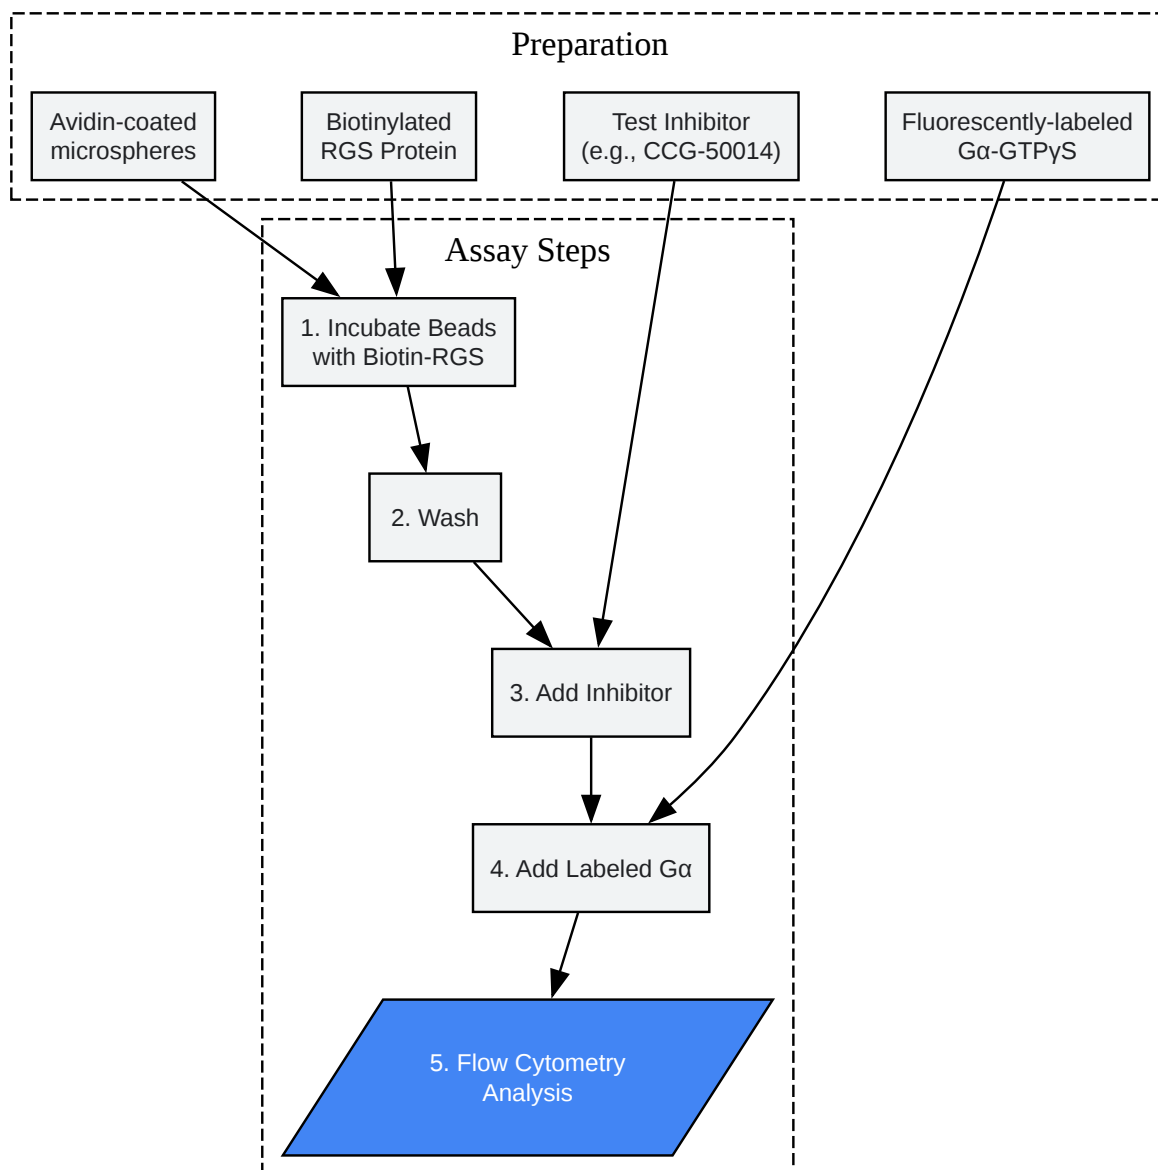 Preparation
Avidin-coated
microspheres
Biotinylated
RGS Protein
Test Inhibitor
(e.g., CCG-50014)
Fluorescently-labeled
Gα-GTPγS
Assay Steps
1. Incubate Beads
with Biotin-RGS
2. Wash
3. Add Inhibitor
4. Add Labeled Gα
5. Flow Cytometry
Analysis